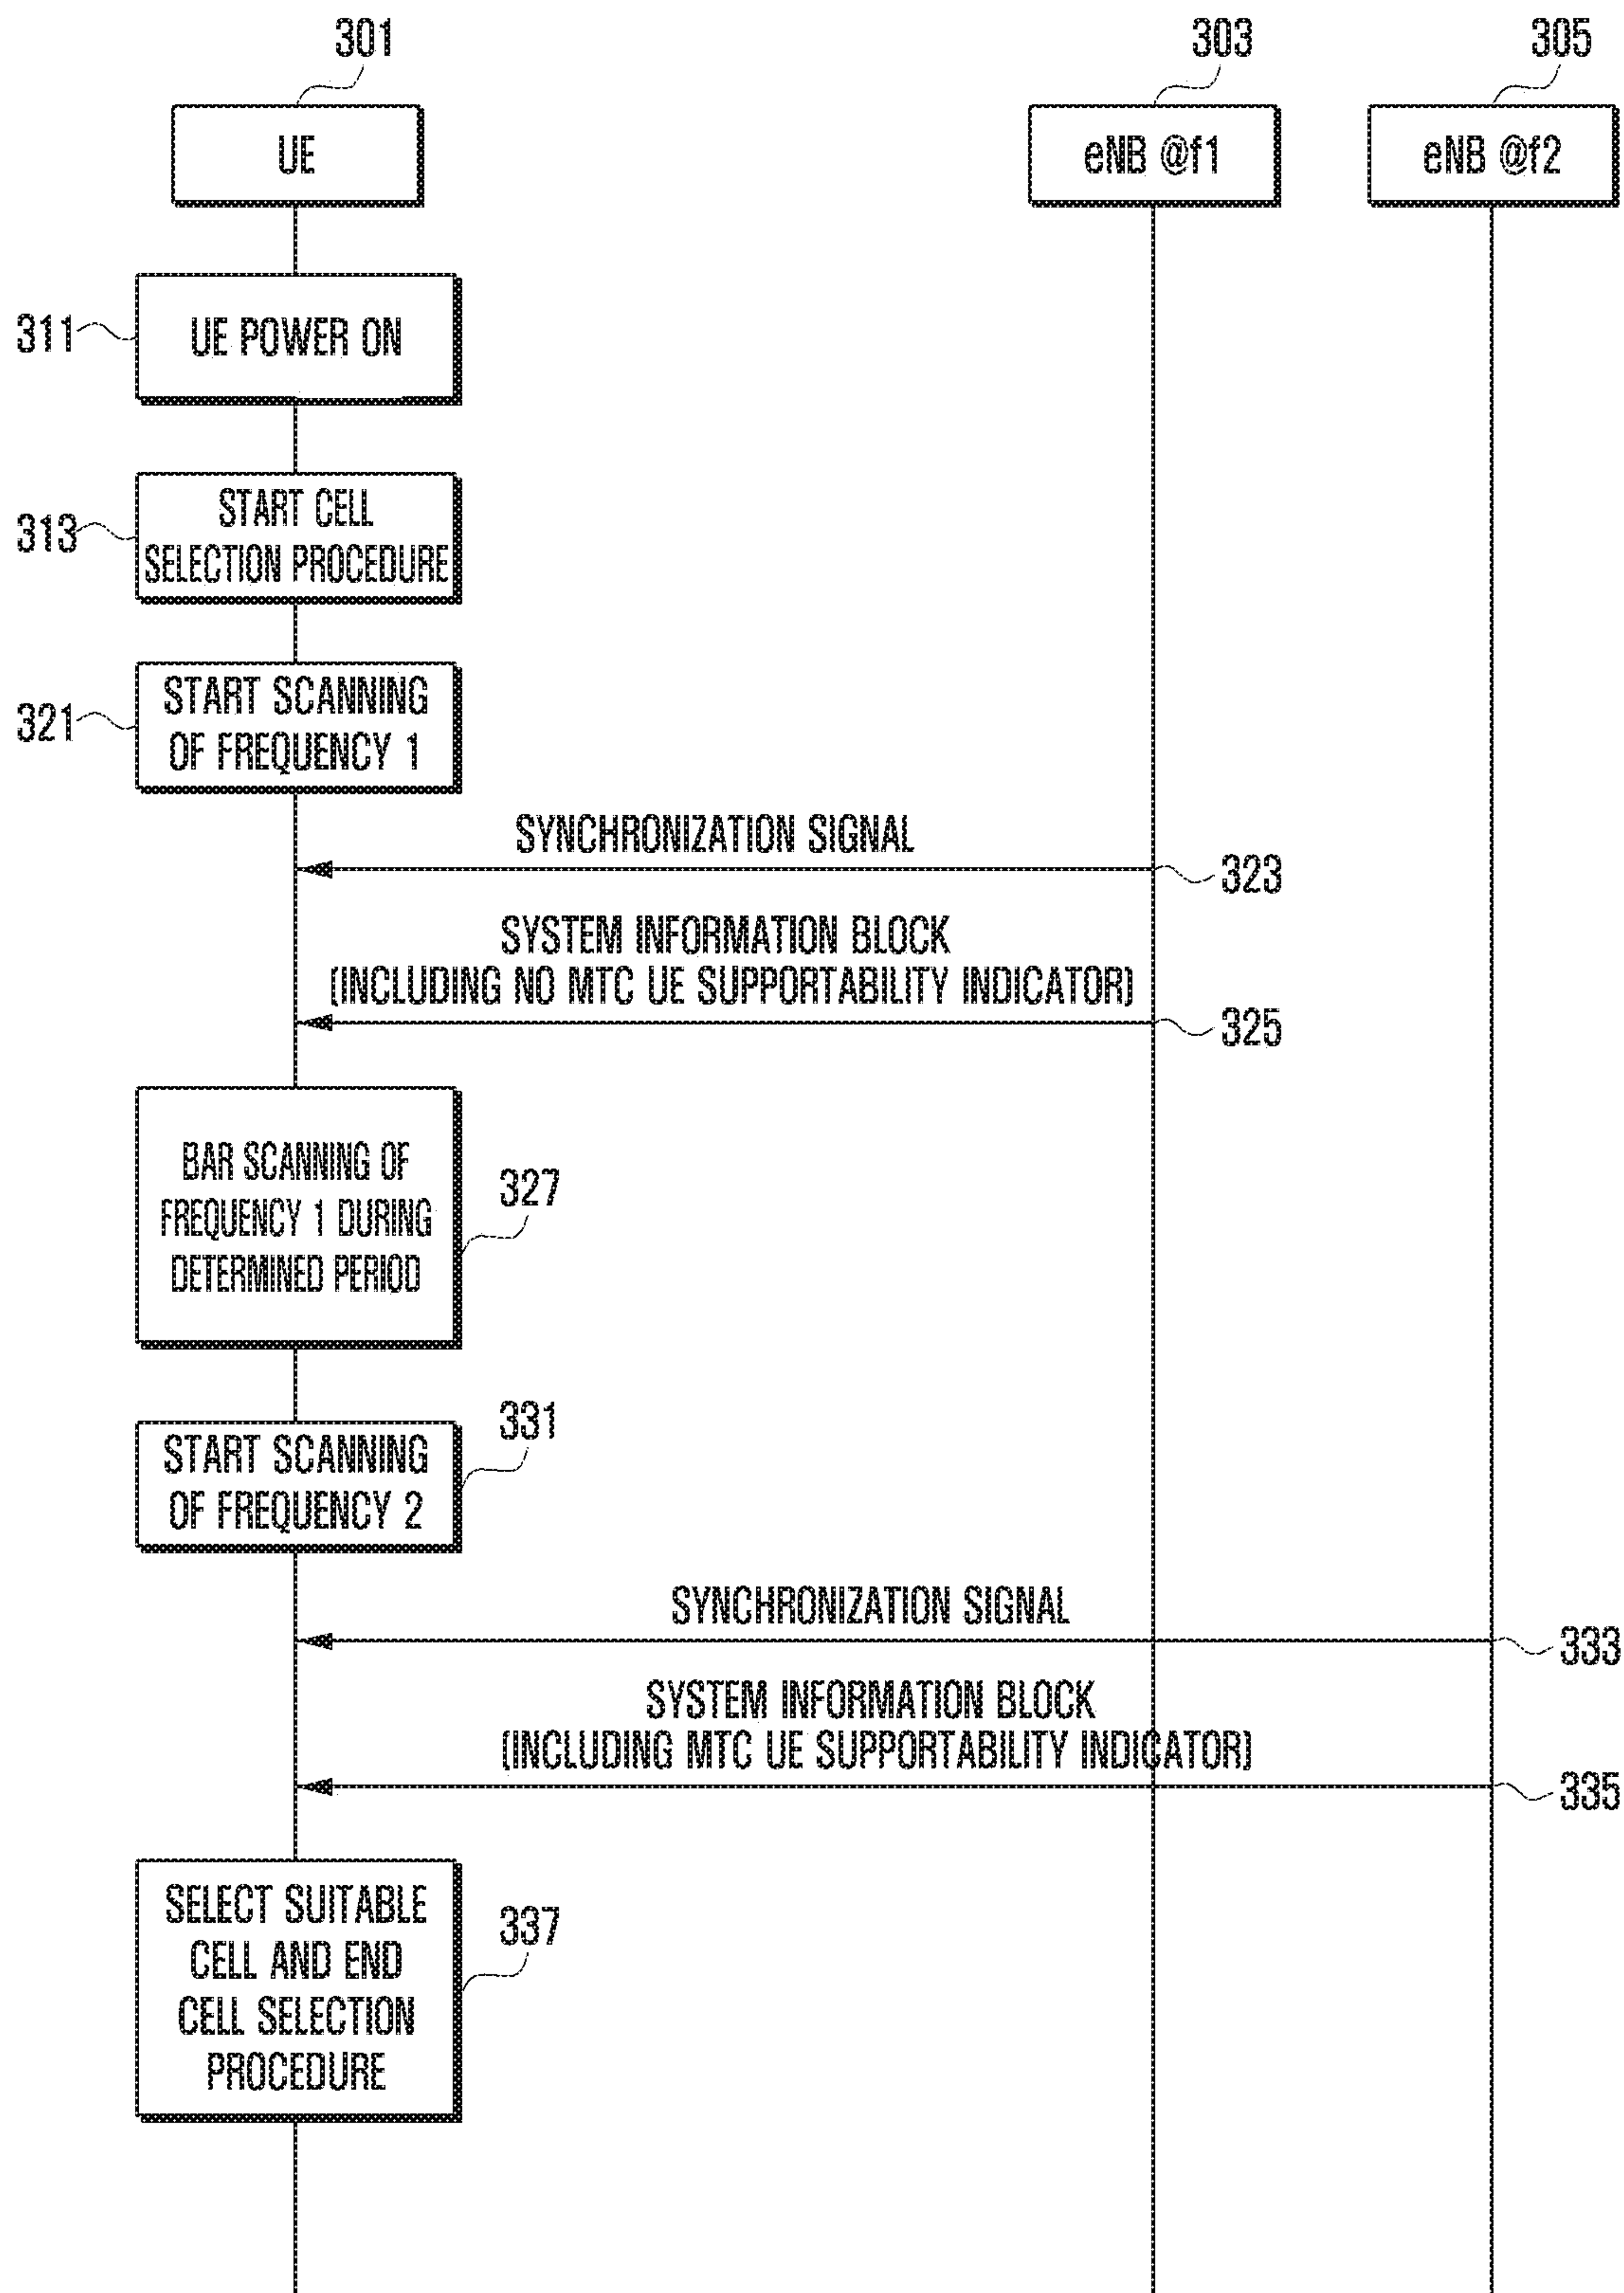 301
303
305
UE
eNB @f1
eNB @f2
311
UE POWER ON
313
START CELL
SELECTION PROCEDURE
321
START SCANNING
OF FREQUENCY 1
SYNCHRONIZATION SIGNAL
323
SYSTEM INFORMATION BLOCK
(INCLUDING NO MTC UE SUPPORTABILITY INDICATOR)
325
BAR SCANNING OF
FREQUENCY 1 DURING
DETERMINED PERIOD
327
331
START SCANNING
OF FREQUENCY 2
SYNCHRONIZATION SIGNAL
333
SYSTEM INFORMATION BLOCK
(INCLUDING MTC UE SUPPORTABILITY INDICATOR)
335
SELECT SUITABLE
CELL AND END
CELL SELECTION
PROCEDURE
337